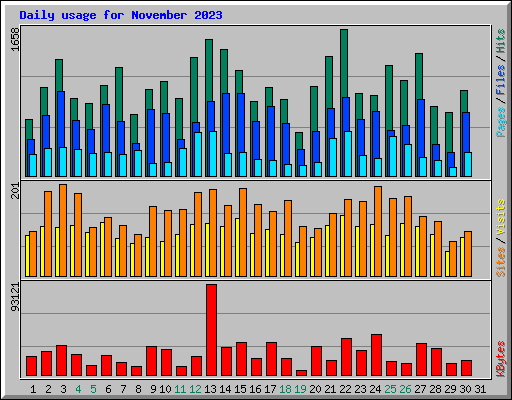 Daily usage for November 2023
1658
Pages / Files / Hits
201
Sites / Visits
93121
KBytes
1 2 3 4 5 6 7 8 9 10 11 12 13 14 15 16 17 18 19 20 21 22 23 24 25 26 27 28 29 30 31